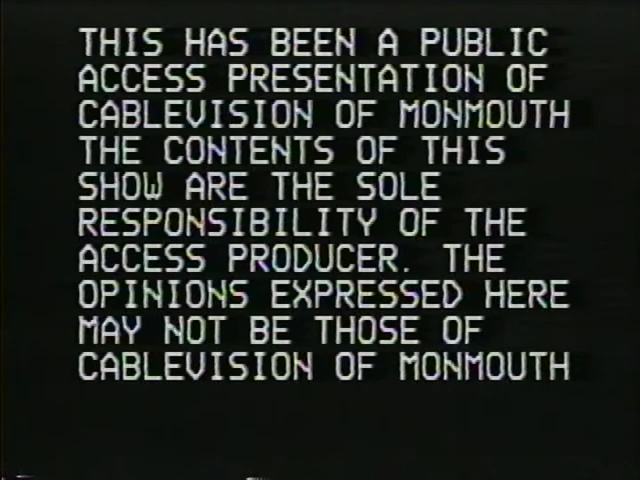 THIS HAS BEEN A PUBLIC
ACCESS PRESENTATION OF
CABLEVISION OF MONMOUTH
THE CONTENTS OF THIS
SHOW ARE THE SOLE
RESPONSIBILITY OF THE
ACCESS PRODUCER. THE
OPINIONS EXPRESSED HERE
MAY NOT BE THOSE OF
CABLEVISION OF MONMOUTH